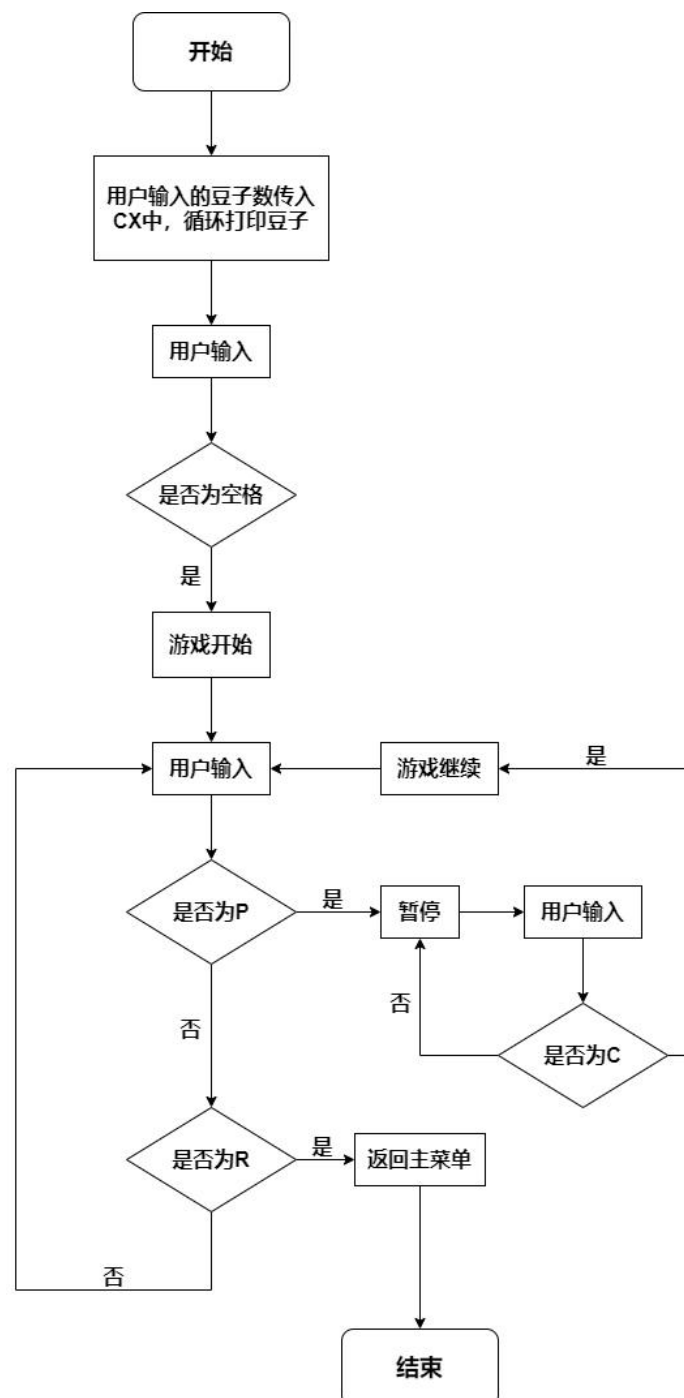 开始
用户输入的豆子数传入
CX中，循环打印豆子
用户输入
是否为空格
是
游戏开始
用户输入
游戏继续
是
是否为P
是
暂停
用户输入
否
否
是否为C
是否为R
是
返回主菜单
否
结束